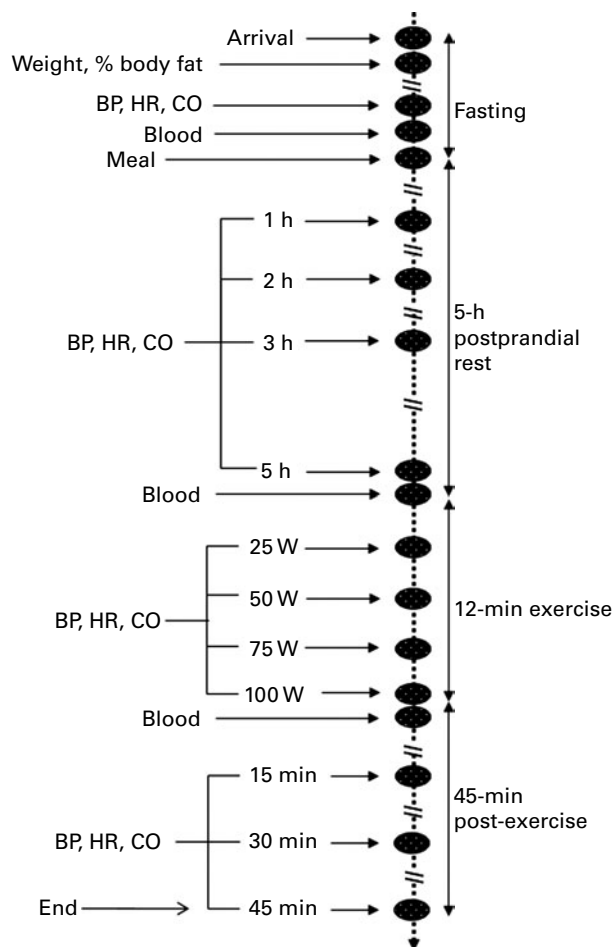 Arrival
Weight, % body fat
BP, HR, CO
Blood
Meal
Fasting
1 h
2 h
BP, HR, CO
3 h
5 h
5-h
postprandial
rest
Blood
25 W
50 W
BP, HR, CO
75 W
100 W
12-min exercise
Blood
15 min
BP, HR, CO
30 min
45 min
45-min
post-exercise
End